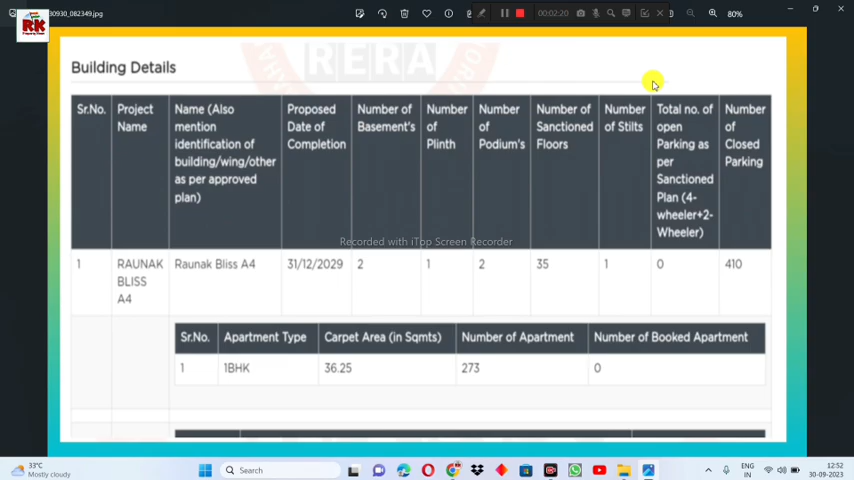 30930_082349.jpg
00:02:20
80%
RK
RERA
Building Details
Sr.No.
Project
Name
Name (Also
mention
identification of
building/wing/other
as per approved
plan)
Proposed
Date of
Completion
Number of
Basement's
Number
of
Plinth
Number
of
Podium's
Number of
Sanctioned
Floors
Number
of Stilts
Total no. of
open
Parking as
per
Sanctioned
Plan (4-
wheeler+2-
Wheeler)
Number
of
Closed
Parking
Recorded with iTop Screen Recorder
1
RAUNAK
BLISS
A4
Raunak Bliss A4
31/12/2029
2
1
2
35
1
0
410
Sr.No. Apartment Type Carpet Area (in Sqmts) Number of Apartment Number of Booked Apartment
1 1BHK 36.25 273 0
33°C
Mostly cloudy
Search
ENG
IN
12:52
30-09-2023